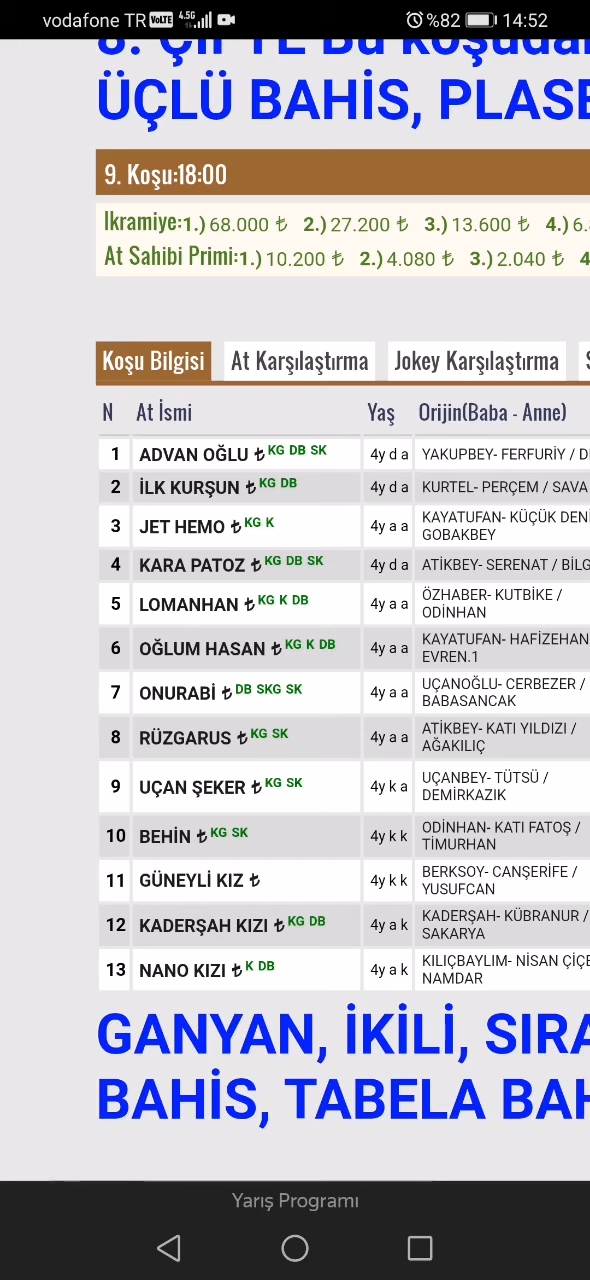 vodafone TR VoLTE 4.5G %82 14:52
ÜÇLÜ BAHİS, PLASE
9. Koşu:18:00
Ikramiye:1.) 68.000 ₺ 2.) 27.200 ₺ 3.) 13.600 ₺ 4.) 6.
At Sahibi Primi:1.) 10.200 ₺ 2.) 4.080 ₺ 3.) 2.040 ₺ 4
Koşu Bilgisi At Karşılaştırma Jokey Karşılaştırma S
N At İsmi Yaş Orijin(Baba - Anne)
1 ADVAN OĞLU ₺ KG DB SK 4y d a YAKUPBEY- FERFURİY / D
2 İLK KURŞUN ₺ KG DB 4y d a KURTEL- PERÇEM / SAVA
3 JET HEMO ₺ KG K 4y a a KAYATUFAN- KÜÇÜK DENİ
GOBAKBEY
4 KARA PATOZ ₺ KG DB SK 4y d a ATİKBEY- SERENAT / BİLG
5 LOMANHAN ₺ KG K DB 4y a a ÖZHABER- KUTBİKE /
ODİNHAN
6 OĞLUM HASAN ₺ KG K DB 4y a a KAYATUFAN- HAFİZEHAN
EVREN.1
7 ONURABİ ₺ DB SKG SK 4y a a UÇANOĞLU- CERBEZER /
BABASANCAK
8 RÜZGARUS ₺ KG SK 4y a a ATİKBEY- KATI YILDIZI /
AĞAKILIÇ
9 UÇAN ŞEKER ₺ KG SK 4y k a UÇANBEY- TÜTSÜ /
DEMİRKAZIK
10 BEHİN ₺ KG SK 4y k k ODİNHAN- KATI FATOŞ /
TİMURHAN
11 GÜNEYLİ KIZ ₺ 4y k k BERKSOY- CANŞERİFE /
YUSUFCAN
12 KADERŞAH KIZI ₺ KG DB 4y a k KADERŞAH- KÜBRANUR /
SAKARYA
13 NANO KIZI ₺ K DB 4y a k KILIÇBAYLIM- NİSAN ÇİÇE
NAMDAR
GANYAN, İKİLİ, SIRA
BAHİS, TABELA BAH
Yarış Programı